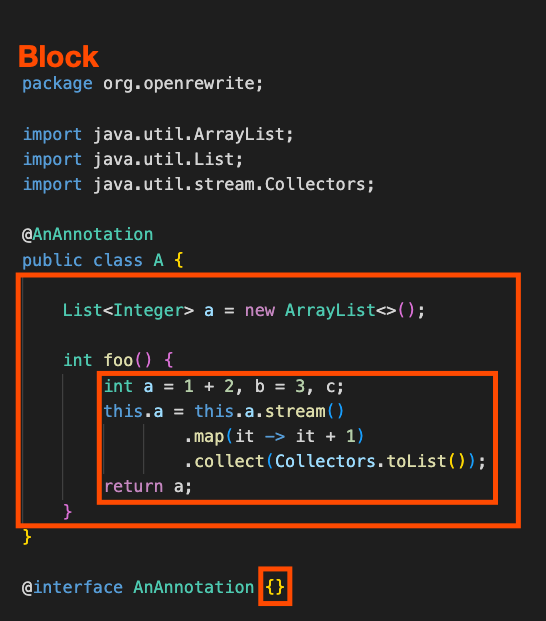 Block
package org.openrewrite;
import java.util.ArrayList;
import java.util.List;
import java.util.stream.Collectors;
@AnAnnotation
public class A {
List<Integer> a = new ArrayList<>();
int foo() {
int a = 1 + 2, b = 3, c;
this.a = this.a.stream()
.map(it -> it + 1)
.collect(Collectors.toList());
return a;
}
}
@interface AnAnnotation {}